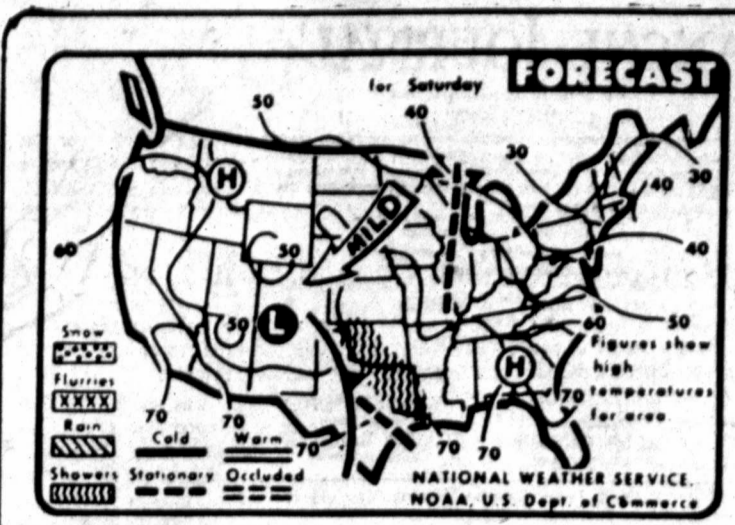 FORECAST
for Saturday
50
40
30
30
40
H
MILD
60
50
40
50
L
60
50
Snow
Figures show
high
temperatures
for area.
H
Flurries
XXXX
70
70
70
Rain
Cold
Warm
70
70
70
Showers
Stationary
Occluded
NATIONAL WEATHER SERVICE,
NOAA, U.S. Dept. of Commerce